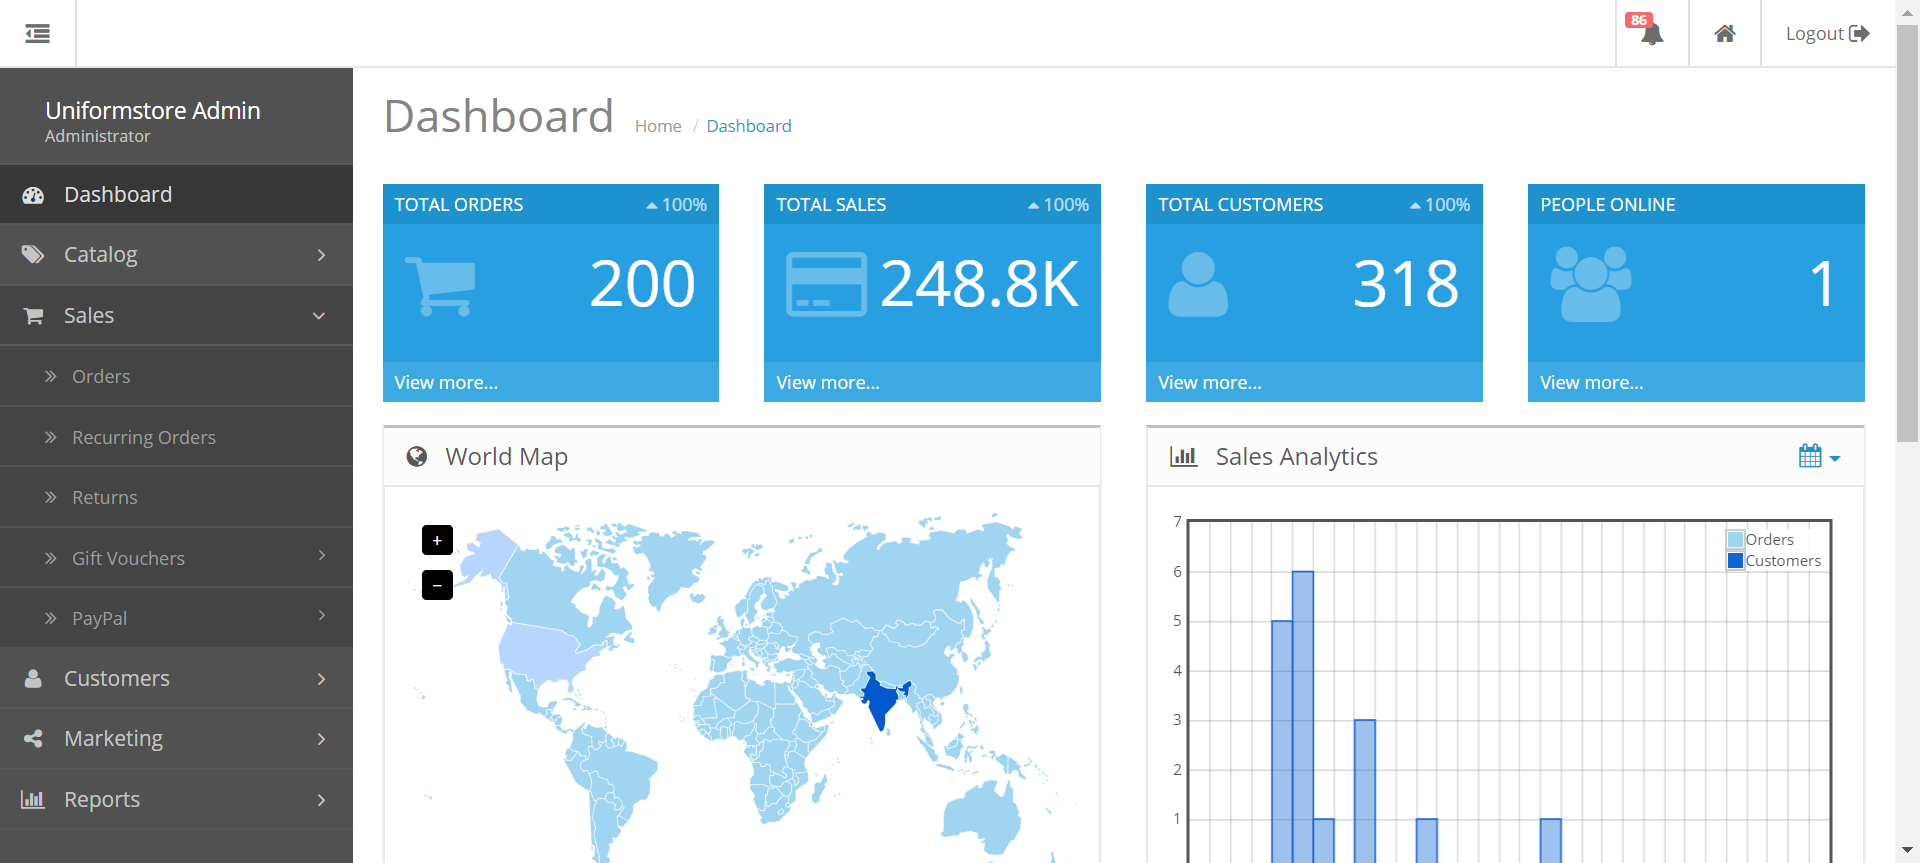 86
Logout
Uniformstore Admin
Administrator
Dashboard
Catalog
Sales
Orders
Recurring Orders
Returns
Gift Vouchers
PayPal
Customers
Marketing
Reports
Dashboard Home / Dashboard
TOTAL ORDERS 100%
200
View more...
TOTAL SALES 100%
248.8K
View more...
TOTAL CUSTOMERS 100%
318
View more...
PEOPLE ONLINE
1
View more...
World Map
+
−
Sales Analytics
7
6
5
4
3
2
1
Orders
Customers